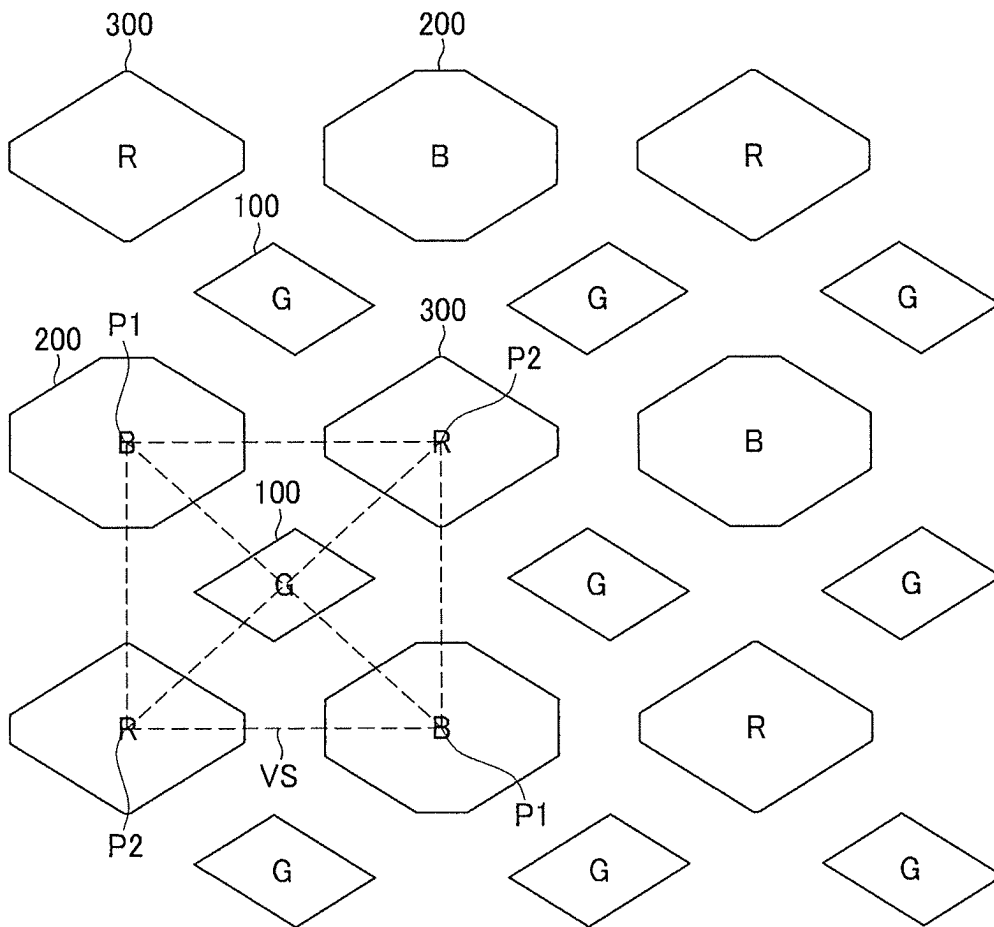 300 200
R B R
100
G G G
P1 300
200 P2
B R B
100
G G G
R B R
VS
P2 P1
G G G